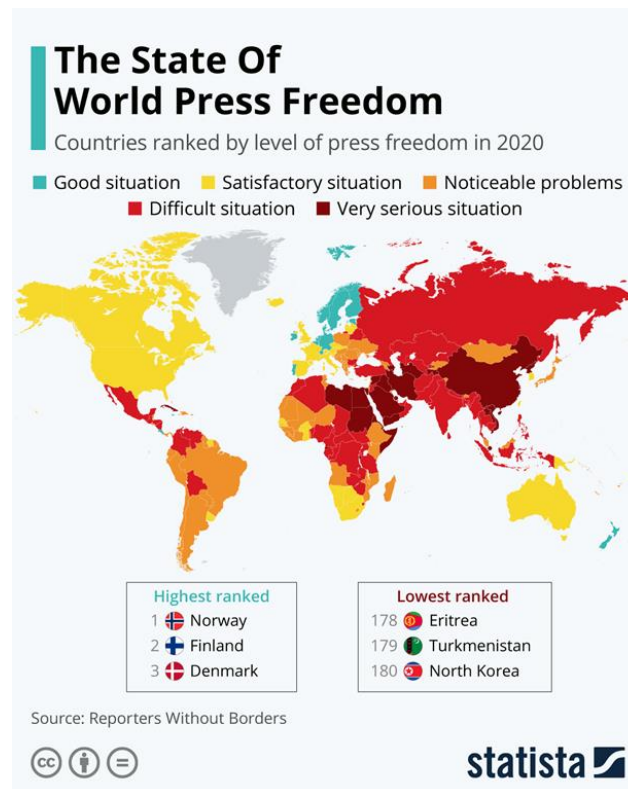 The State Of
World Press Freedom
Countries ranked by level of press freedom in 2020
Good situation Satisfactory situation Noticeable problems
Difficult situation Very serious situation
Highest ranked
1 Norway
2 Finland
3 Denmark
Lowest ranked
178 Eritrea
179 Turkmenistan
180 North Korea
Source: Reporters Without Borders
cc
statista